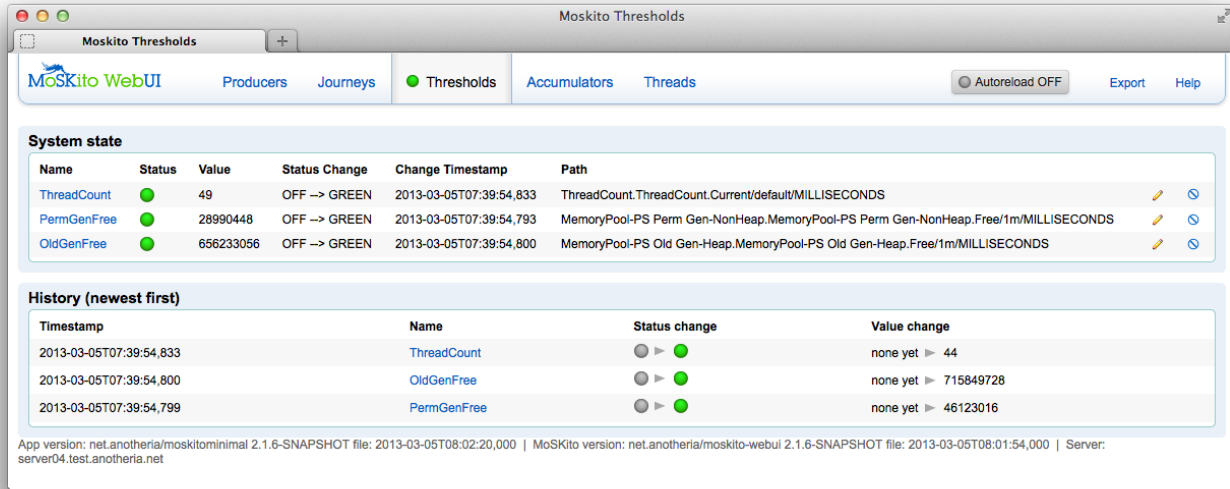 Moskito Thresholds
Moskito Thresholds
MoSKito WebUI Producers Journeys Thresholds Accumulators Threads Autoreload OFF Export Help
System state
Name Status Value Status Change Change Timestamp Path
ThreadCount 49 OFF --> GREEN 2013-03-05T07:39:54,833 ThreadCount.ThreadCount.Current/default/MILLISECONDS
PermGenFree 28990448 OFF --> GREEN 2013-03-05T07:39:54,793 MemoryPool-PS Perm Gen-NonHeap.MemoryPool-PS Perm Gen-NonHeap.Free/1m/MILLISECONDS
OldGenFree 656233056 OFF --> GREEN 2013-03-05T07:39:54,800 MemoryPool-PS Old Gen-Heap.MemoryPool-PS Old Gen-Heap.Free/1m/MILLISECONDS
History (newest first)
Timestamp Name Status change Value change
2013-03-05T07:39:54,833 ThreadCount none yet 44
2013-03-05T07:39:54,800 OldGenFree none yet 715849728
2013-03-05T07:39:54,799 PermGenFree none yet 46123016
App version: net.anotheria/moskitominimal 2.1.6-SNAPSHOT file: 2013-03-05T08:02:20,000 | MoSKito version: net.anotheria/moskito-webui 2.1.6-SNAPSHOT file: 2013-03-05T08:01:54,000 | Server:
server04.test.anotheria.net